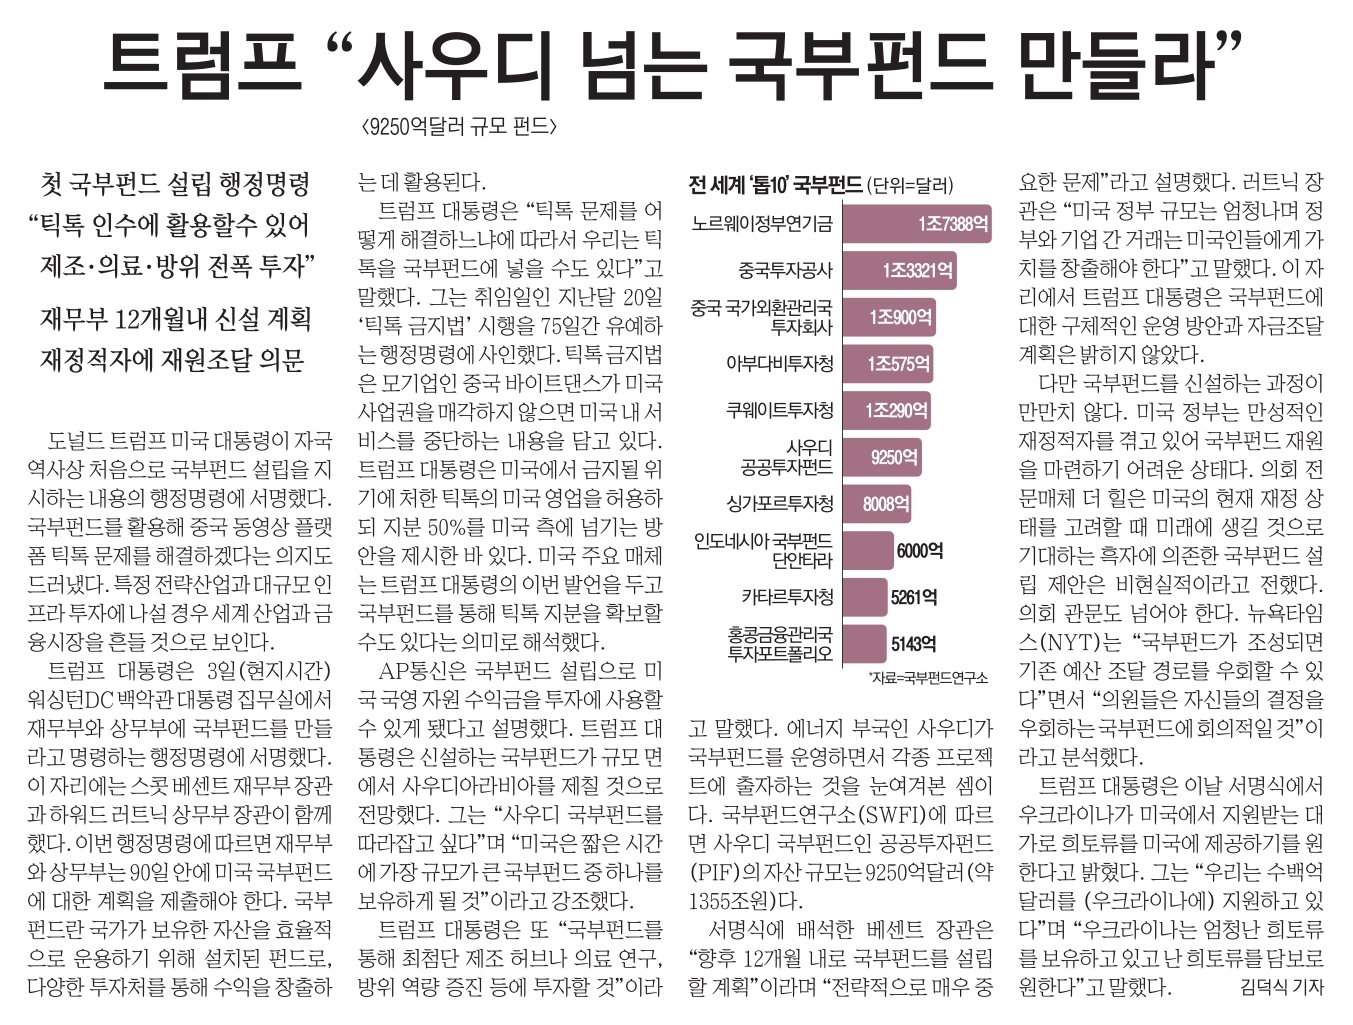 트럼프 “사우디 넘는 국부펀드 만들라”
〈9250억달러 규모 펀드〉
첫 국부펀드 설립 행정명령
“틱톡 인수에 활용할수 있어
제조·의료·방위 전폭 투자”
재무부 12개월내 신설 계획
재정적자에 재원조달 의문
도널드 트럼프 미국 대통령이 자국
역사상 처음으로 국부펀드 설립을 지
시하는 내용의 행정명령에 서명했다.
국부펀드를 활용해 중국 동영상 플랫
폼 틱톡 문제를 해결하겠다는 의지도
드러냈다. 특정 전략산업과 대규모 인
프라 투자에 나설 경우 세계 산업과 금
융시장을 흔들 것으로 보인다.
트럼프 대통령은 3일(현지시간)
워싱턴DC 백악관 대통령 집무실에서
재무부와 상무부에 국부펀드를 만들
라고 명령하는 행정명령에 서명했다.
이 자리에는 스콧 베센트 재무부 장관
과 하워드 러트닉 상무부 장관이 함께
했다. 이번 행정명령에 따르면 재무부
와 상무부는 90일 안에 미국 국부펀드
에 대한 계획을 제출해야 한다. 국부
펀드란 국가가 보유한 자산을 효율적
으로 운용하기 위해 설치된 펀드로,
다양한 투자처를 통해 수익을 창출하
는 데 활용된다.
트럼프 대통령은 “틱톡 문제를 어
떻게 해결하느냐에 따라서 우리는 틱
톡을 국부펀드에 넣을 수도 있다”고
말했다. 그는 취임일인 지난달 20일
‘틱톡 금지법’ 시행을 75일간 유예하
는 행정명령에 사인했다. 틱톡 금지법
은 모기업인 중국 바이트댄스가 미국
사업권을 매각하지 않으면 미국 내 서
비스를 중단하는 내용을 담고 있다.
트럼프 대통령은 미국에서 금지될 위
기에 처한 틱톡의 미국 영업을 허용하
되 지분 50%를 미국 측에 넘기는 방
안을 제시한 바 있다. 미국 주요 매체
는 트럼프 대통령의 이번 발언을 두고
국부펀드를 통해 틱톡 지분을 확보할
수도 있다는 의미로 해석했다.
AP통신은 국부펀드 설립으로 미
국 국영 자원 수익금을 투자에 사용할
수 있게 됐다고 설명했다. 트럼프 대
통령은 신설하는 국부펀드가 규모 면
에서 사우디아라비아를 제칠 것으로
전망했다. 그는 “사우디 국부펀드를
따라잡고 싶다”며 “미국은 짧은 시간
에 가장 규모가 큰 국부펀드 중 하나를
보유하게 될 것”이라고 강조했다.
트럼프 대통령은 또 “국부펀드를
통해 최첨단 제조 허브나 의료 연구,
방위 역량 증진 등에 투자할 것”이라
전 세계 ‘톱10’ 국부펀드 (단위=달러)
노르웨이정부연기금 1조7388억
중국투자공사 1조3321억
중국 국가외환관리국
투자회사 1조900억
아부다비투자청 1조575억
쿠웨이트투자청 1조290억
사우디
공공투자펀드 9250억
싱가포르투자청 8008억
인도네시아 국부펀드
단안타라 6000억
카타르투자청 5261억
홍콩금융관리국
투자포트폴리오 5143억
*자료=국부펀드연구소
고 말했다. 에너지 부국인 사우디가
국부펀드를 운영하면서 각종 프로젝
트에 출자하는 것을 눈여겨본 셈이
다. 국부펀드연구소(SWFI)에 따르
면 사우디 국부펀드인 공공투자펀드
(PIF)의 자산 규모는 9250억달러(약
1355조원)다.
서명식에 배석한 베센트 장관은
“향후 12개월 내로 국부펀드를 설립
할 계획”이라며 “전략적으로 매우 중
요한 문제”라고 설명했다. 러트닉 장
관은 “미국 정부 규모는 엄청나며 정
부와 기업 간 거래는 미국인들에게 가
치를 창출해야 한다”고 말했다. 이 자
리에서 트럼프 대통령은 국부펀드에
대한 구체적인 운영 방안과 자금조달
계획은 밝히지 않았다.
다만 국부펀드를 신설하는 과정이
만만치 않다. 미국 정부는 만성적인
재정적자를 겪고 있어 국부펀드 재원
을 마련하기 어려운 상태다. 의회 전
문매체 더 힐은 미국의 현재 재정 상
태를 고려할 때 미래에 생길 것으로
기대하는 흑자에 의존한 국부펀드 설
립 제안은 비현실적이라고 전했다.
의회 관문도 넘어야 한다. 뉴욕타임
스(NYT)는 “국부펀드가 조성되면
기존 예산 조달 경로를 우회할 수 있
다”면서 “의원들은 자신들의 결정을
우회하는 국부펀드에 회의적일 것”이
라고 분석했다.
트럼프 대통령은 이날 서명식에서
우크라이나가 미국에서 지원받는 대
가로 희토류를 미국에 제공하기를 원
한다고 밝혔다. 그는 “우리는 수백억
달러를 (우크라이나에) 지원하고 있
다”며 “우크라이나는 엄청난 희토류
를 보유하고 있고 난 희토류를 담보로
원한다”고 말했다. 김덕식 기자